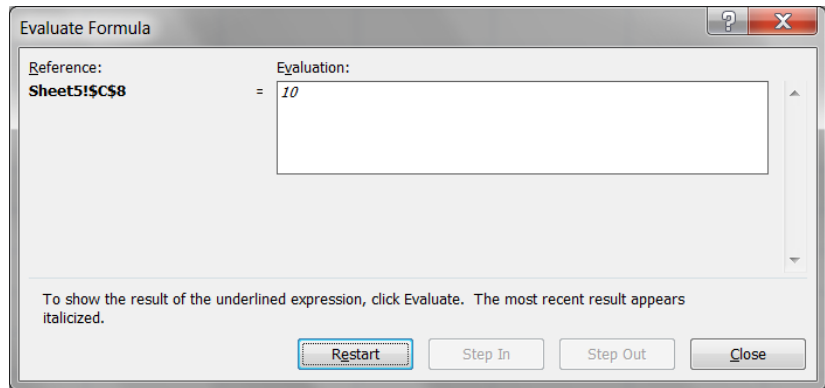 Evaluate Formula
Reference:
Evaluation:
Sheet5!$C$8 = 10
To show the result of the underlined expression, click Evaluate. The most recent result appears
italicized.
Restart Step In Step Out Close